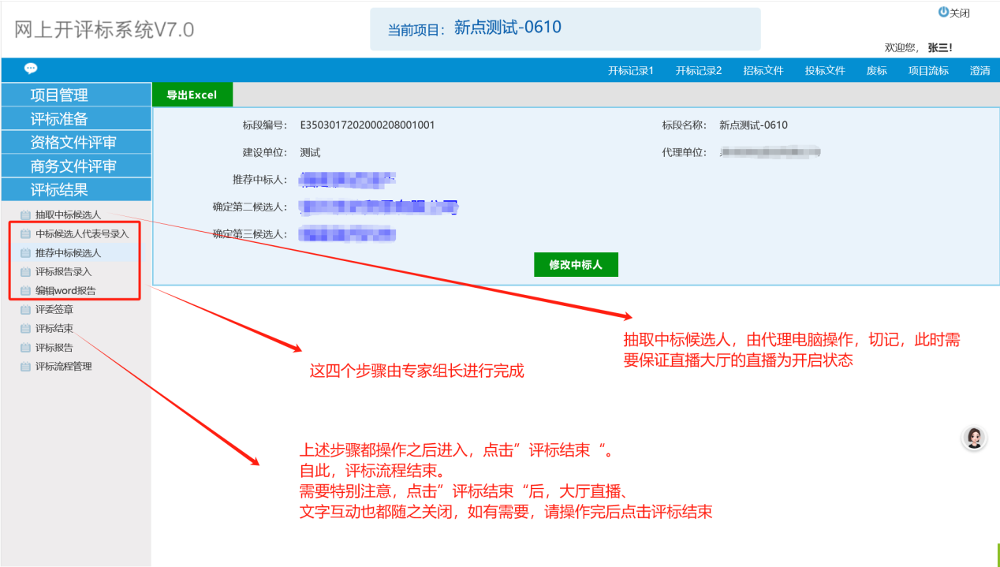 关闭
网上开评标系统V7.0
当前项目： 新点测试-0610
欢迎您， 张三！
开标记录1 开标记录2 招标文件 投标文件 废标 项目流标 澄清
项目管理
评标准备
资格文件评审
商务文件评审
评标结果
抽取中标候选人
中标候选人代表号录入
推荐中标候选人
评标报告录入
编辑word报告
评委签章
评标结束
评标报告
评标流程管理
导出Excel
标段编号： E3503017202000208001001
标段名称： 新点测试-0610
建设单位： 测试
代理单位：
推荐中标人：
确定第二候选人：
确定第三候选人：
修改中标人
抽取中标候选人，由代理电脑操作，切记，此时需
要保证直播大厅的直播为开启状态
这四个步骤由专家组长进行完成
上述步骤都操作之后进入，点击”评标结束“。
自此，评标流程结束。
需要特别注意，点击”评标结束“后，大厅直播、
文字互动也都随之关闭，如有需要，请操作完后点击评标结束